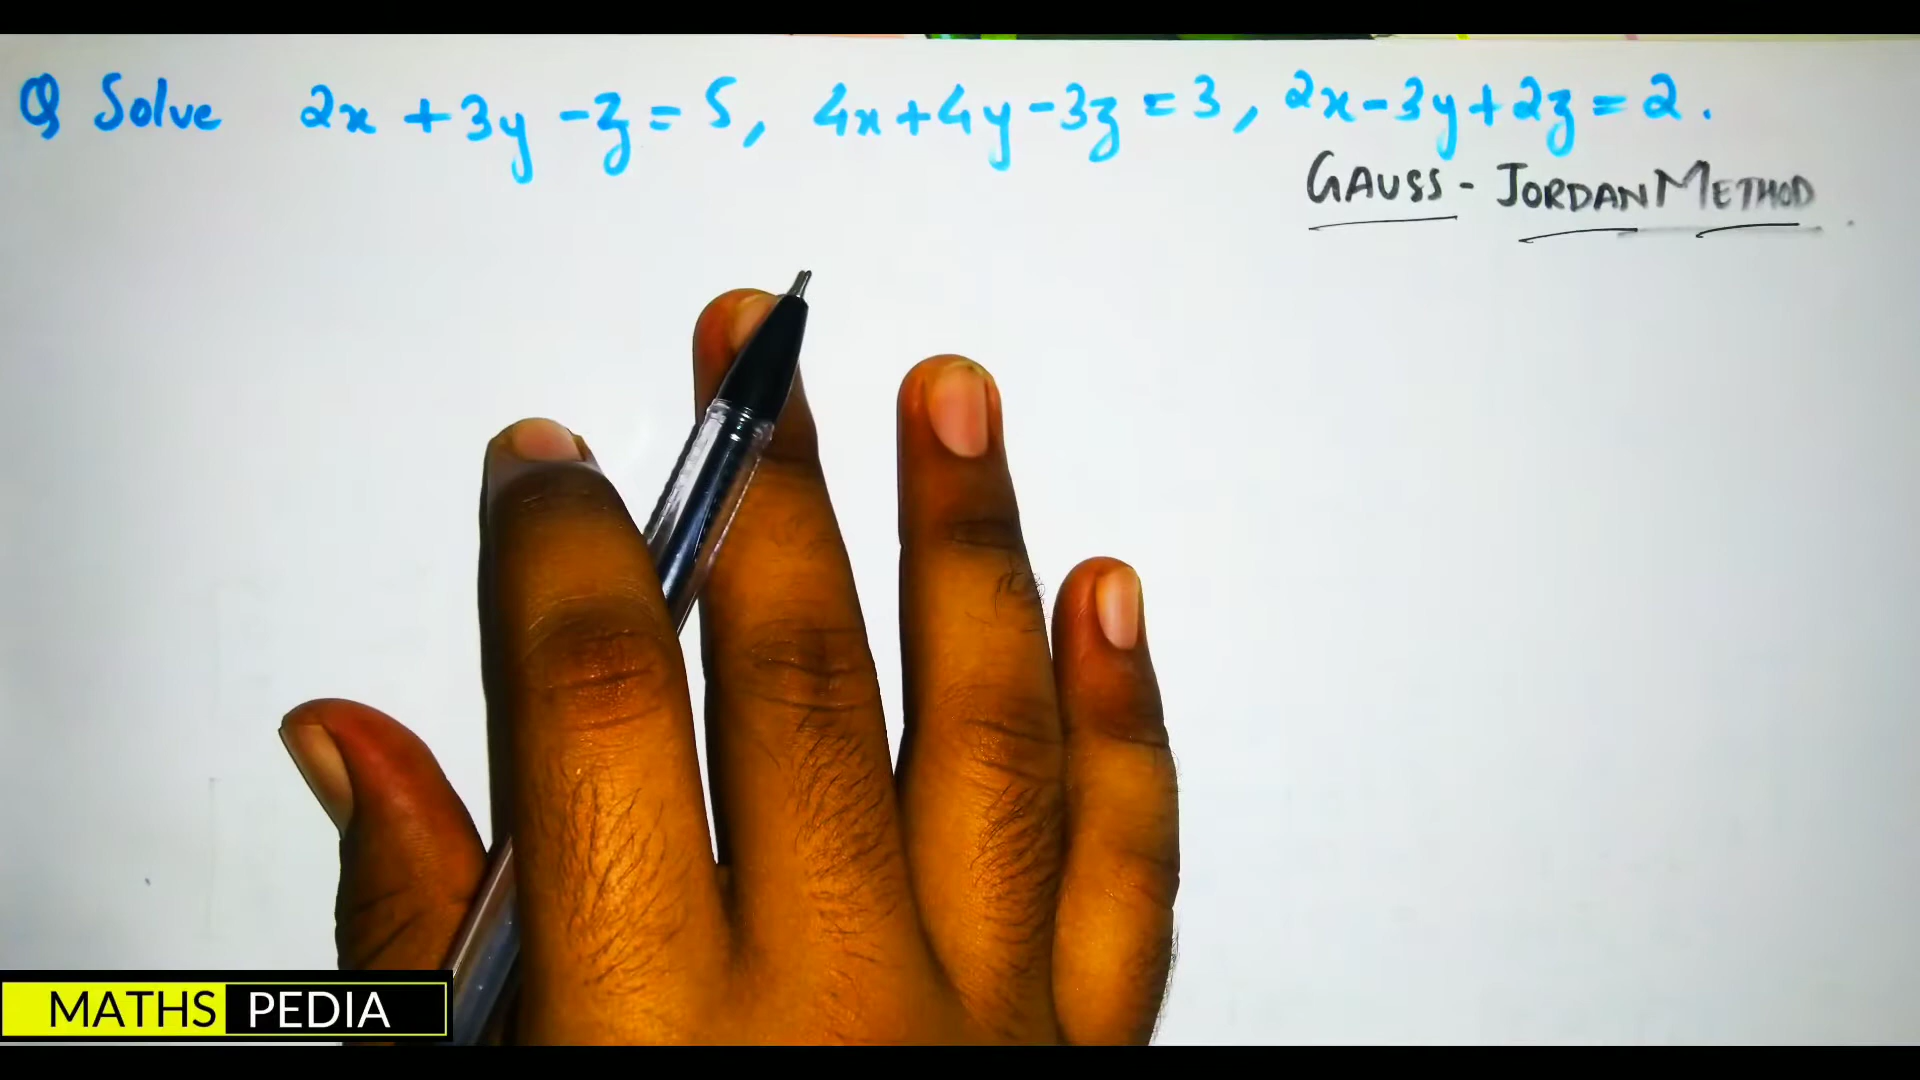 Q Solve 2x + 3y - z = 5, 4x + 4y - 3z = 3, 2x - 3y + 2z = 2.
GAUSS - JORDAN METHOD
MATHS PEDIA